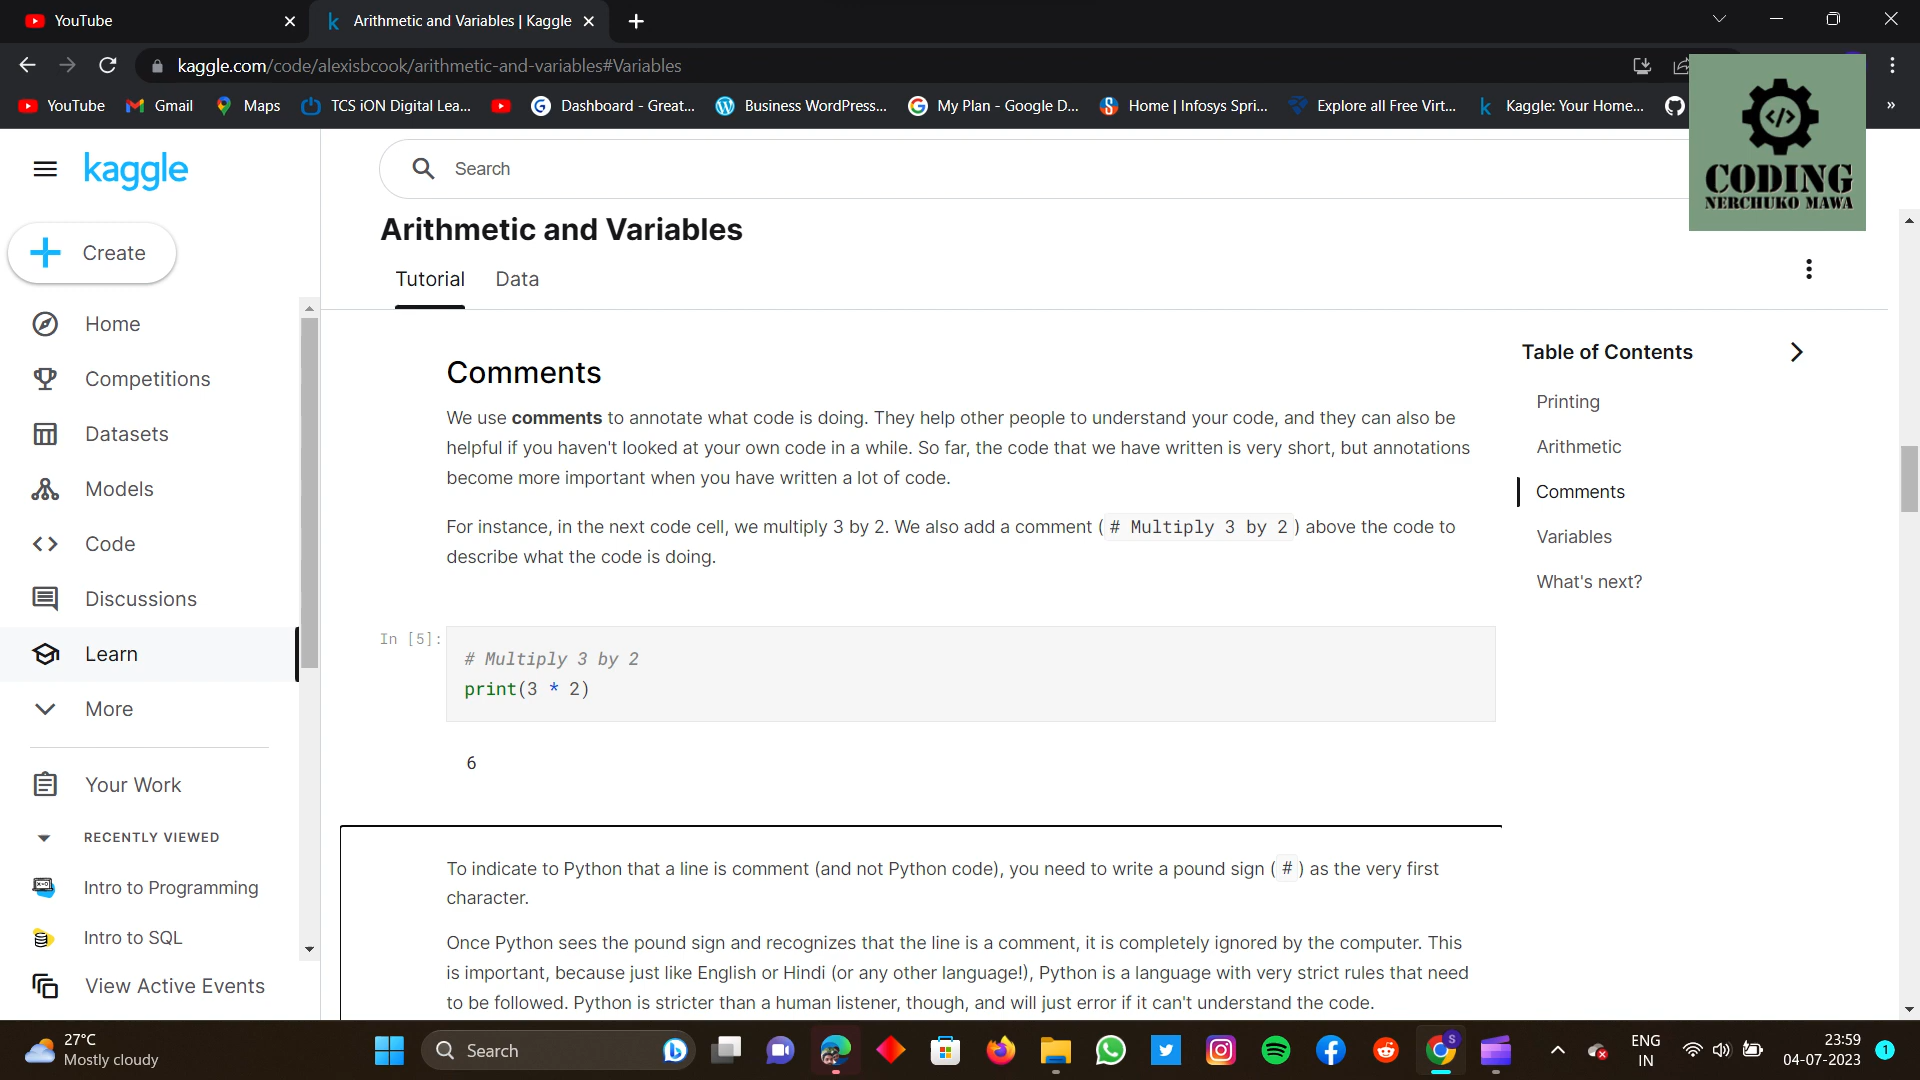 YouTube
Arithmetic and Variables | Kaggle
kaggle.com/code/alexisbcook/arithmetic-and-variables#Variables
YouTube
Gmail
Maps
TCS iON Digital Lea...
Dashboard - Great...
Business WordPress...
My Plan - Google D...
Home | Infosys Spri...
Explore all Free Virt...
Kaggle: Your Home...
»
CODING
NERCHUKO MAWA
kaggle
Search
Create
Arithmetic and Variables
Tutorial
Data
Home
Competitions
Datasets
Models
Code
Discussions
Learn
More
Your Work
RECENTLY VIEWED
Intro to Programming
Intro to SQL
View Active Events
Comments
We use comments to annotate what code is doing. They help other people to understand your code, and they can also be
helpful if you haven't looked at your own code in a while. So far, the code that we have written is very short, but annotations
become more important when you have written a lot of code.
For instance, in the next code cell, we multiply 3 by 2. We also add a comment ( # Multiply 3 by 2 ) above the code to
describe what the code is doing.
In [5]:
# Multiply 3 by 2
print(3 * 2)
6
To indicate to Python that a line is comment (and not Python code), you need to write a pound sign ( # ) as the very first
character.
Once Python sees the pound sign and recognizes that the line is a comment, it is completely ignored by the computer. This
is important, because just like English or Hindi (or any other language!), Python is a language with very strict rules that need
to be followed. Python is stricter than a human listener, though, and will just error if it can't understand the code.
Table of Contents
Printing
Arithmetic
Comments
Variables
What's next?
27°C
Mostly cloudy
Search
S
ENG
IN
23:59
04-07-2023
1